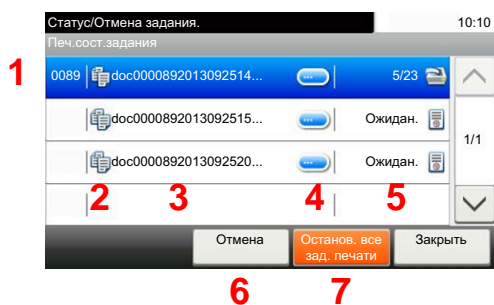 Статус/Отмена задания. 10:10
Печ.сост.задания
1 0089 doc0000892013092514... 5/23
doc0000892013092515... Ожидан.
1/1
doc0000892013092520... Ожидан.
2 3 4 5
Отмена Останов. все зад. печати Закрыть
6 7